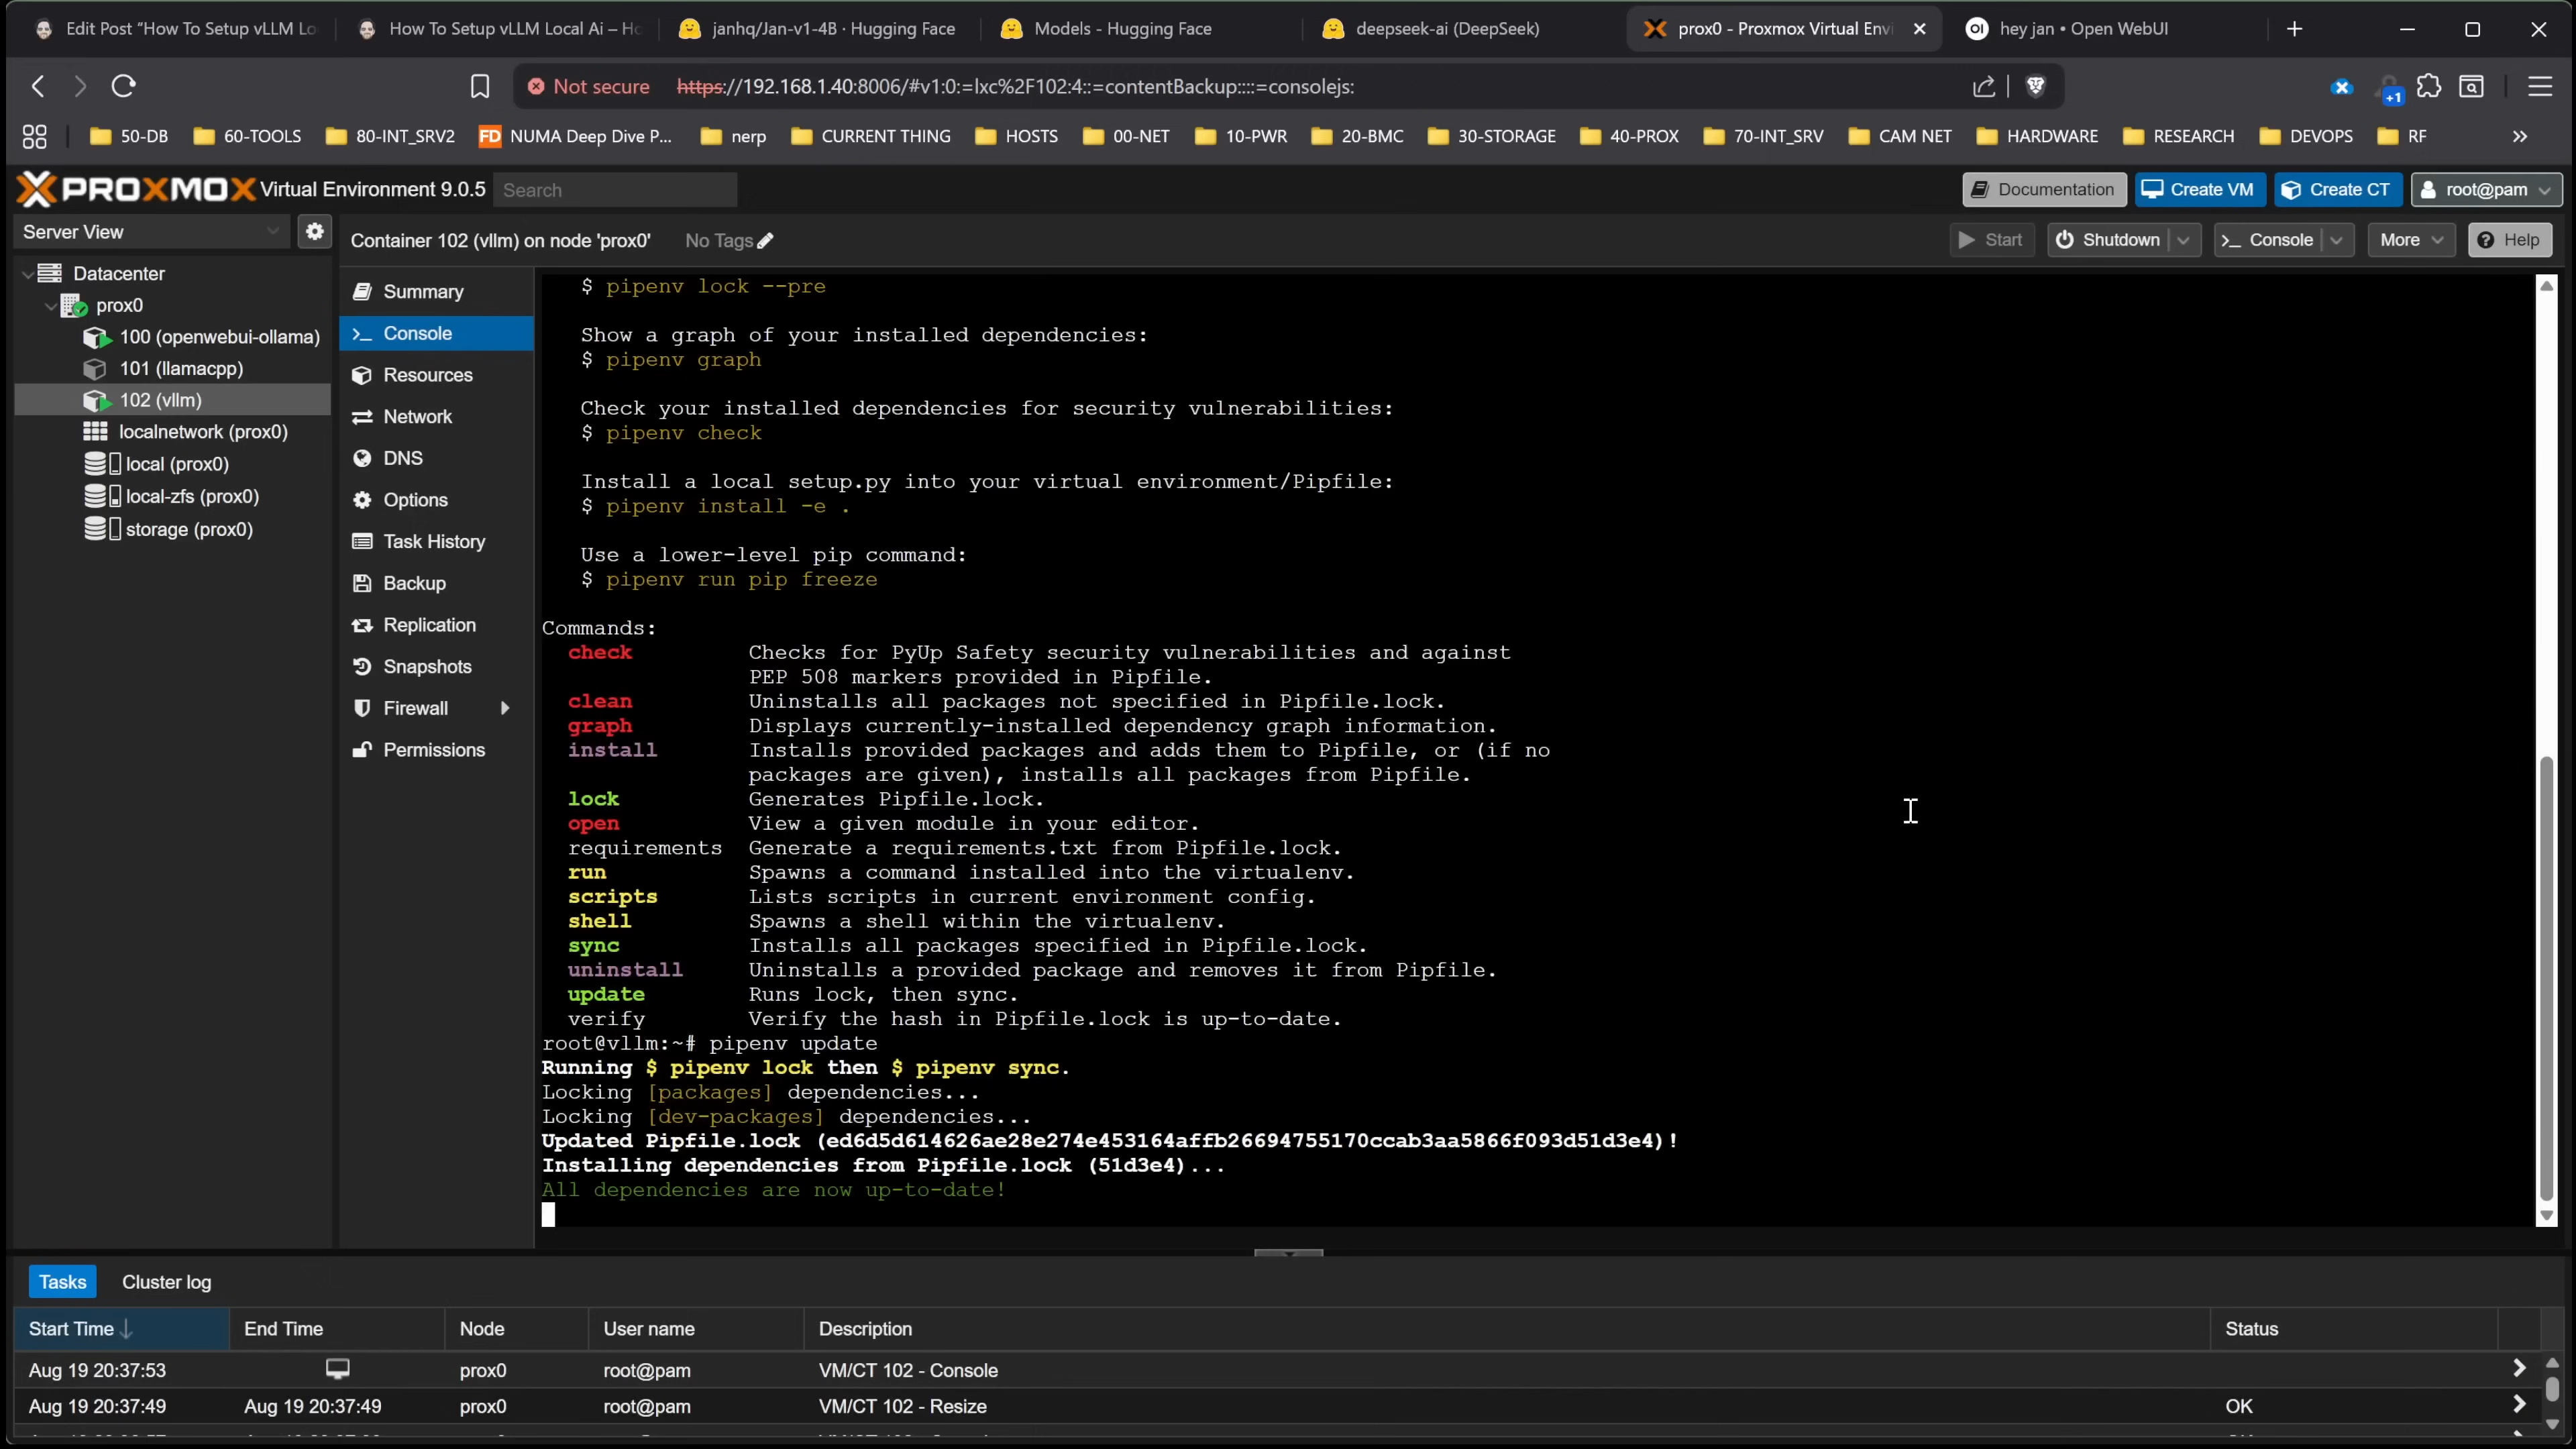 Edit Post “How To Setup vLLM Lo
How To Setup vLLM Local Ai – Ho
janhq/Jan-v1-4B · Hugging Face
Models - Hugging Face
deepseek-ai (DeepSeek)
prox0 - Proxmox Virtual Envi
OI hey jan • Open WebUI
Not secure https://192.168.1.40:8006/#v1:0:=lxc%2F102:4::=contentBackup::::=consolejs:
+1
50-DB 60-TOOLS 80-INT_SRV2 FD NUMA Deep Dive P... nerp CURRENT THING HOSTS 00-NET 10-PWR 20-BMC 30-STORAGE 40-PROX 70-INT_SRV CAM NET HARDWARE RESEARCH DEVOPS RF »
PROXMOX Virtual Environment 9.0.5 Search Documentation Create VM Create CT root@pam
Server View
Container 102 (vllm) on node 'prox0' No Tags Start Shutdown Console More Help
Datacenter
prox0
100 (openwebui-ollama)
101 (llamacpp)
102 (vllm)
localnetwork (prox0)
local (prox0)
local-zfs (prox0)
storage (prox0)
Summary
Console
Resources
Network
DNS
Options
Task History
Backup
Replication
Snapshots
Firewall
Permissions
$ pipenv lock --pre
Show a graph of your installed dependencies:
$ pipenv graph
Check your installed dependencies for security vulnerabilities:
$ pipenv check
Install a local setup.py into your virtual environment/Pipfile:
$ pipenv install -e .
Use a lower-level pip command:
$ pipenv run pip freeze
Commands:
check Checks for PyUp Safety security vulnerabilities and against
PEP 508 markers provided in Pipfile.
clean Uninstalls all packages not specified in Pipfile.lock.
graph Displays currently-installed dependency graph information.
install Installs provided packages and adds them to Pipfile, or (if no
packages are given), installs all packages from Pipfile.
lock Generates Pipfile.lock.
open View a given module in your editor.
requirements Generate a requirements.txt from Pipfile.lock.
run Spawns a command installed into the virtualenv.
scripts Lists scripts in current environment config.
shell Spawns a shell within the virtualenv.
sync Installs all packages specified in Pipfile.lock.
uninstall Uninstalls a provided package and removes it from Pipfile.
update Runs lock, then sync.
verify Verify the hash in Pipfile.lock is up-to-date.
root@vllm:~# pipenv update
Running $ pipenv lock then $ pipenv sync.
Locking [packages] dependencies...
Locking [dev-packages] dependencies...
Updated Pipfile.lock (ed6d5d614626ae28e274e453164affb26694755170ccab3aa5866f093d51d3e4)!
Installing dependencies from Pipfile.lock (51d3e4)...
All dependencies are now up-to-date!
Tasks Cluster log
Start Time End Time Node User name Description Status
Aug 19 20:37:53 prox0 root@pam VM/CT 102 - Console
Aug 19 20:37:49 Aug 19 20:37:49 prox0 root@pam VM/CT 102 - Resize OK